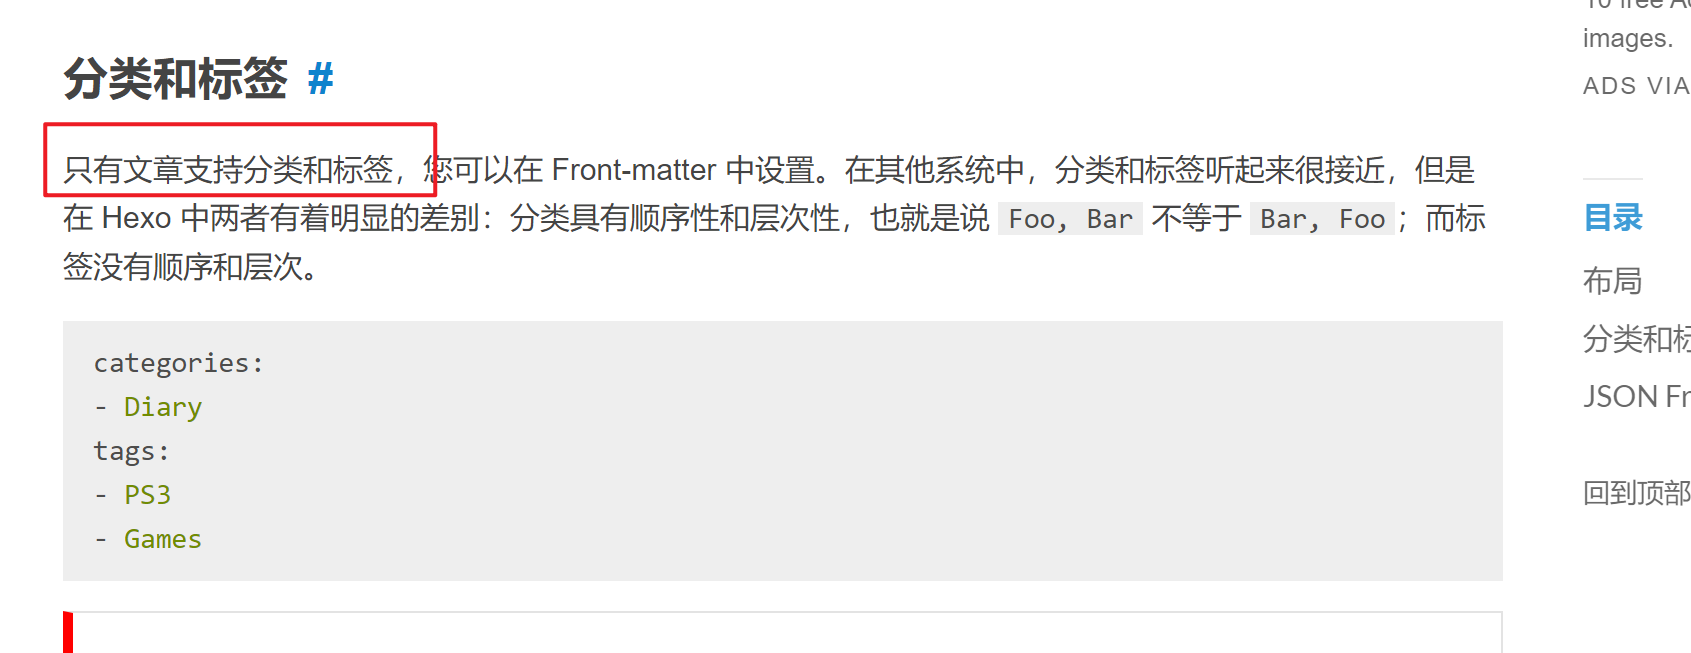 分类和标签 #
只有文章支持分类和标签，您可以在 Front-matter 中设置。在其他系统中，分类和标签听起来很接近，但是
在 Hexo 中两者有着明显的差别：分类具有顺序性和层次性，也就是说 Foo, Bar 不等于 Bar, Foo；而标
签没有顺序和层次。
categories:
- Diary
tags:
- PS3
- Games
10 free
images.
ADS VIA
目录
布局
分类和标
JSON Fr
回到顶部